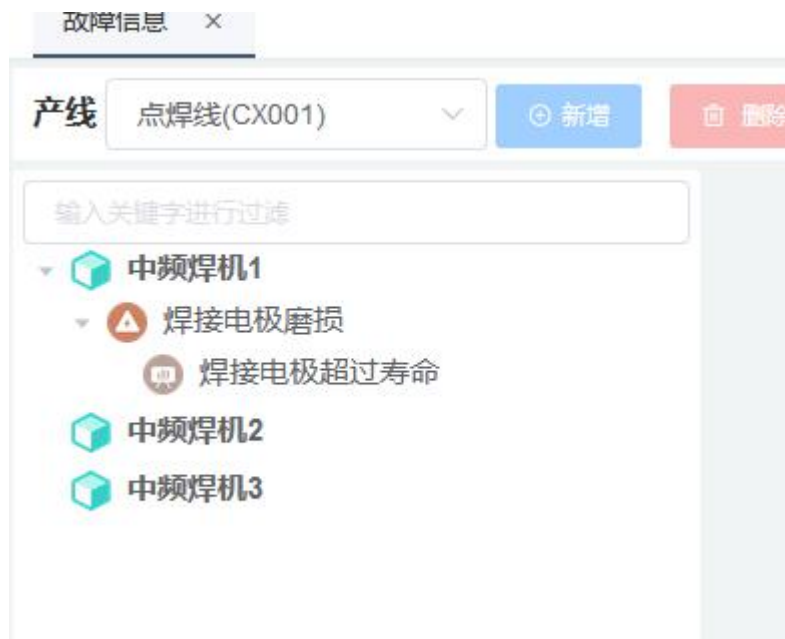 故障信息 ×
产线 点焊线(CX001) 新增 删除
输入关键字进行过滤
中频焊机1
焊接电极磨损
焊接电极超过寿命
中频焊机2
中频焊机3